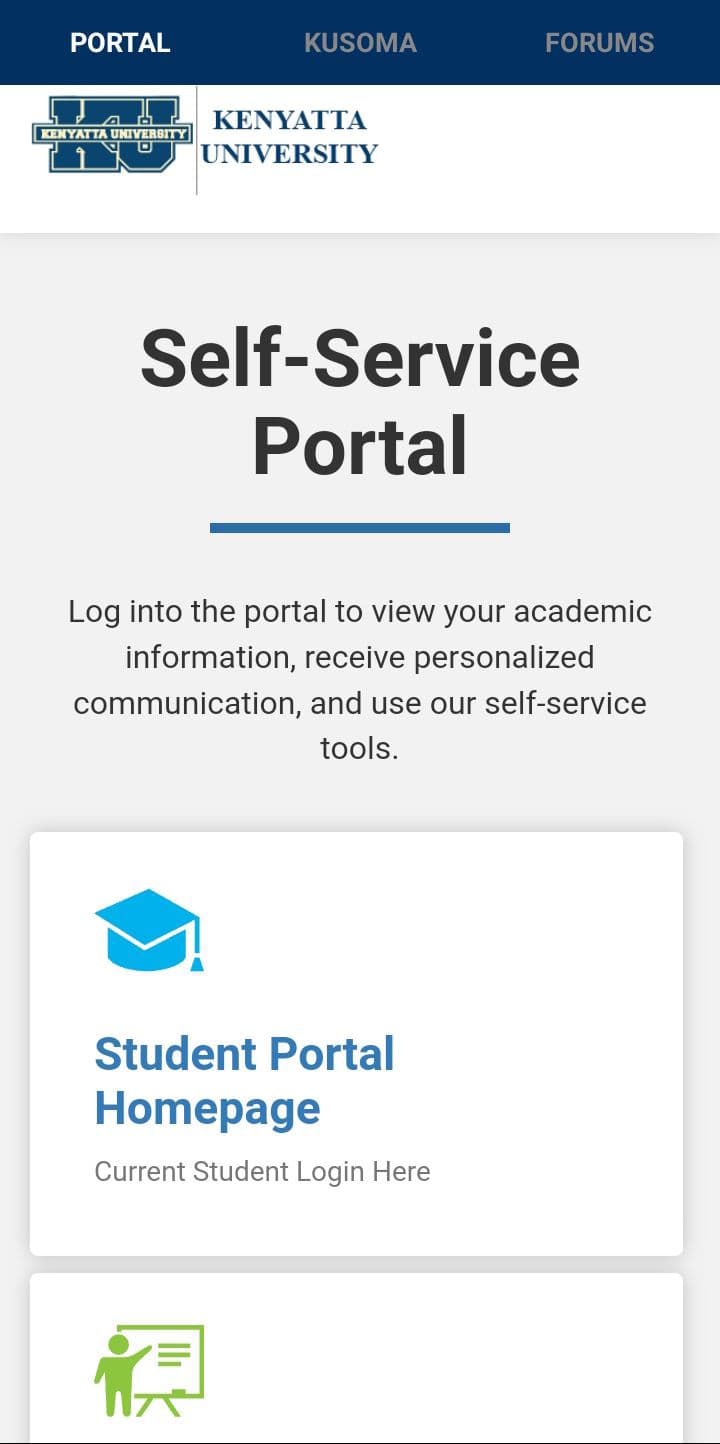 PORTAL KUSOMA FORUMS
KENYATTA UNIVERSITY
KENYATTA
UNIVERSITY
Self-Service
Portal
Log into the portal to view your academic
information, receive personalized
communication, and use our self-service
tools.
Student Portal
Homepage
Current Student Login Here